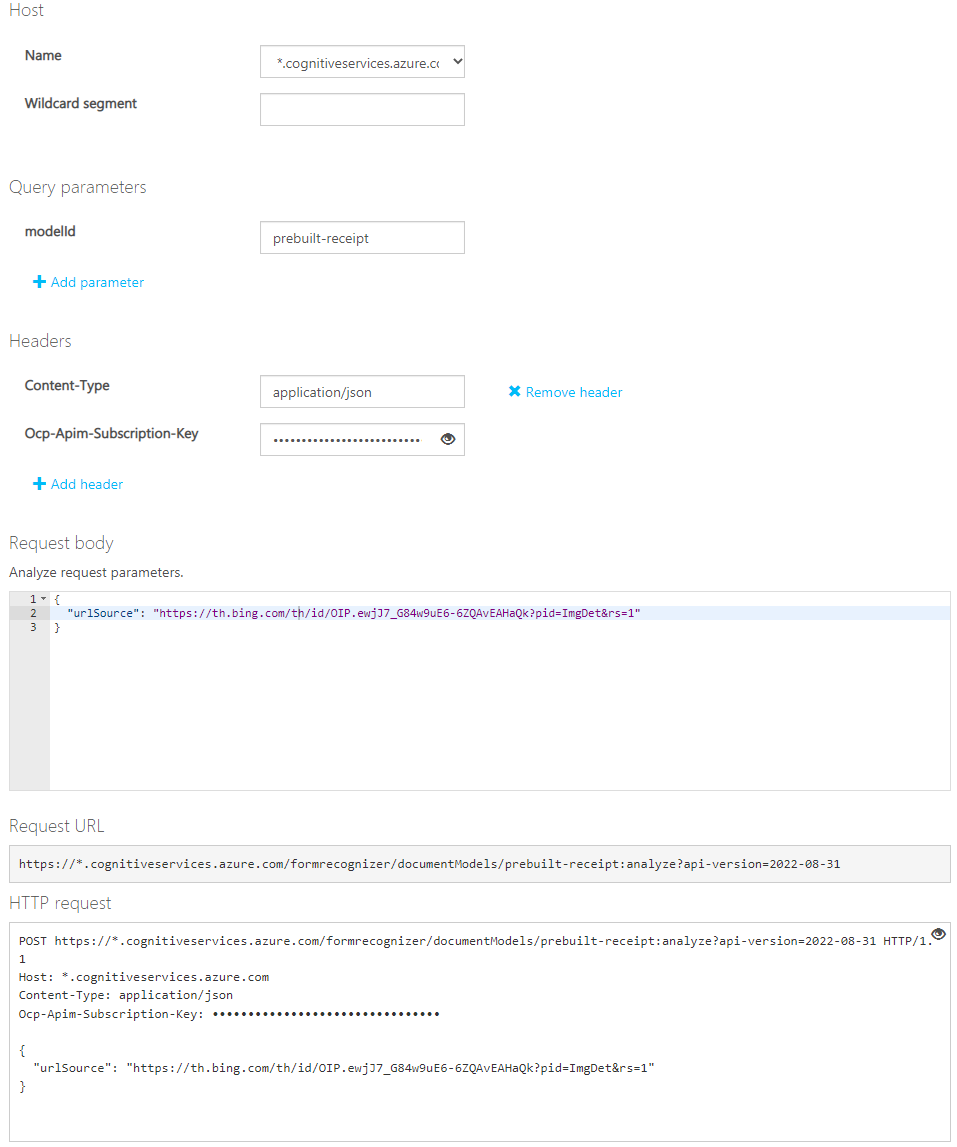 Host
Name
*.cognitiveservices.azure.co
Wildcard segment
Query parameters
modelId
prebuilt-receipt
Add parameter
Headers
Content-Type
application/json
Remove header
Ocp-Apim-Subscription-Key
••••••••••••••••••••••••••
Add header
Request body
Analyze request parameters.
1 {
2 "urlSource": "https://th.bing.com/th/id/OIP.ewjJ7_G84w9uE6-6ZQAvEAHaQk?pid=ImgDet&rs=1"
3 }
Request URL
https://*.cognitiveservices.azure.com/formrecognizer/documentModels/prebuilt-receipt:analyze?api-version=2022-08-31
HTTP request
POST https://*.cognitiveservices.azure.com/formrecognizer/documentModels/prebuilt-receipt:analyze?api-version=2022-08-31 HTTP/1.
1
Host: *.cognitiveservices.azure.com
Content-Type: application/json
Ocp-Apim-Subscription-Key: ••••••••••••••••••••••••••••••••
{
"urlSource": "https://th.bing.com/th/id/OIP.ewjJ7_G84w9uE6-6ZQAvEAHaQk?pid=ImgDet&rs=1"
}